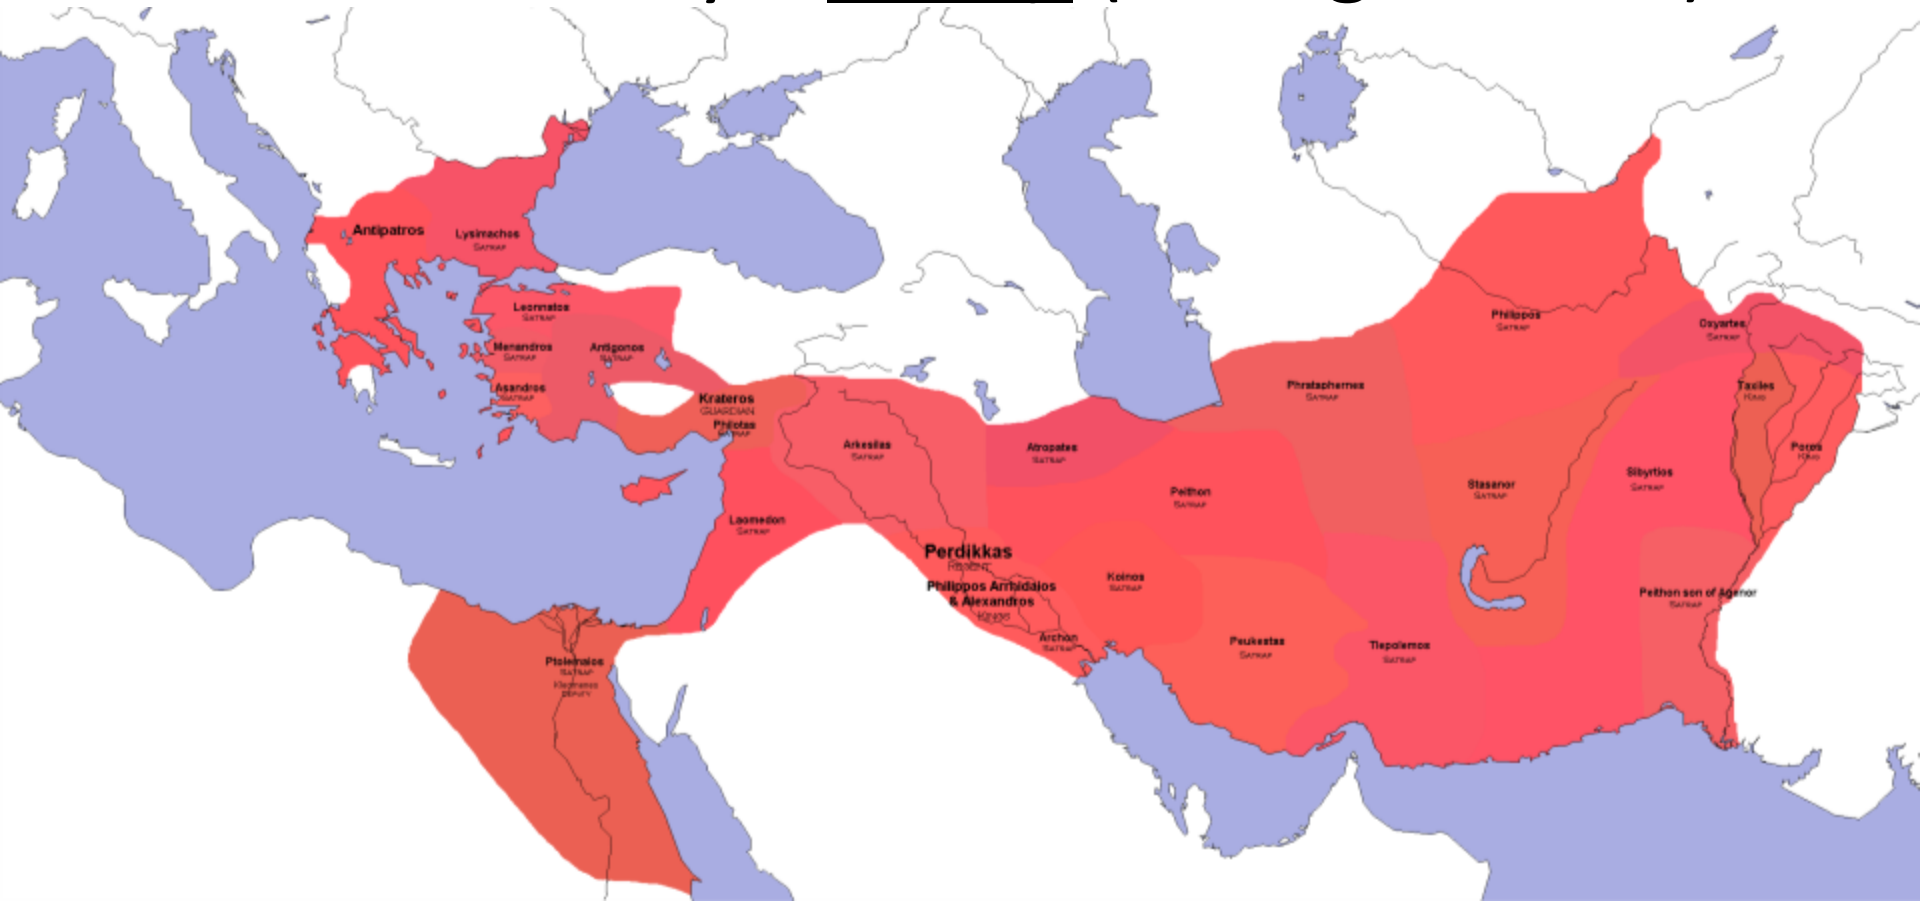 Antipatros
Lysimachos
SATRAP
Leonnatos
SATRAP
Menandros
SATRAP
Antigonos
SATRAP
Asandros
SATRAP
Krateros
GUARDIAN
Philotas
SATRAP
Arkesilas
SATRAP
Laomedon
SATRAP
Atropates
SATRAP
Peithon
SATRAP
Phrataphernes
SATRAP
Philippos
SATRAP
Oxyartes
SATRAP
Taxiles
KING
Poros
KING
Stasanor
SATRAP
Sibyrtios
SATRAP
Perdikkas
REGENT
Philippos Arrhidaios
& Alexandros
KINGS
Archon
SATRAP
Koinos
SATRAP
Peukestas
SATRAP
Tlepolemos
SATRAP
Peithon son of Agenor
SATRAP
Ptolemaios
SATRAP
Kleomenes
DEPUTY